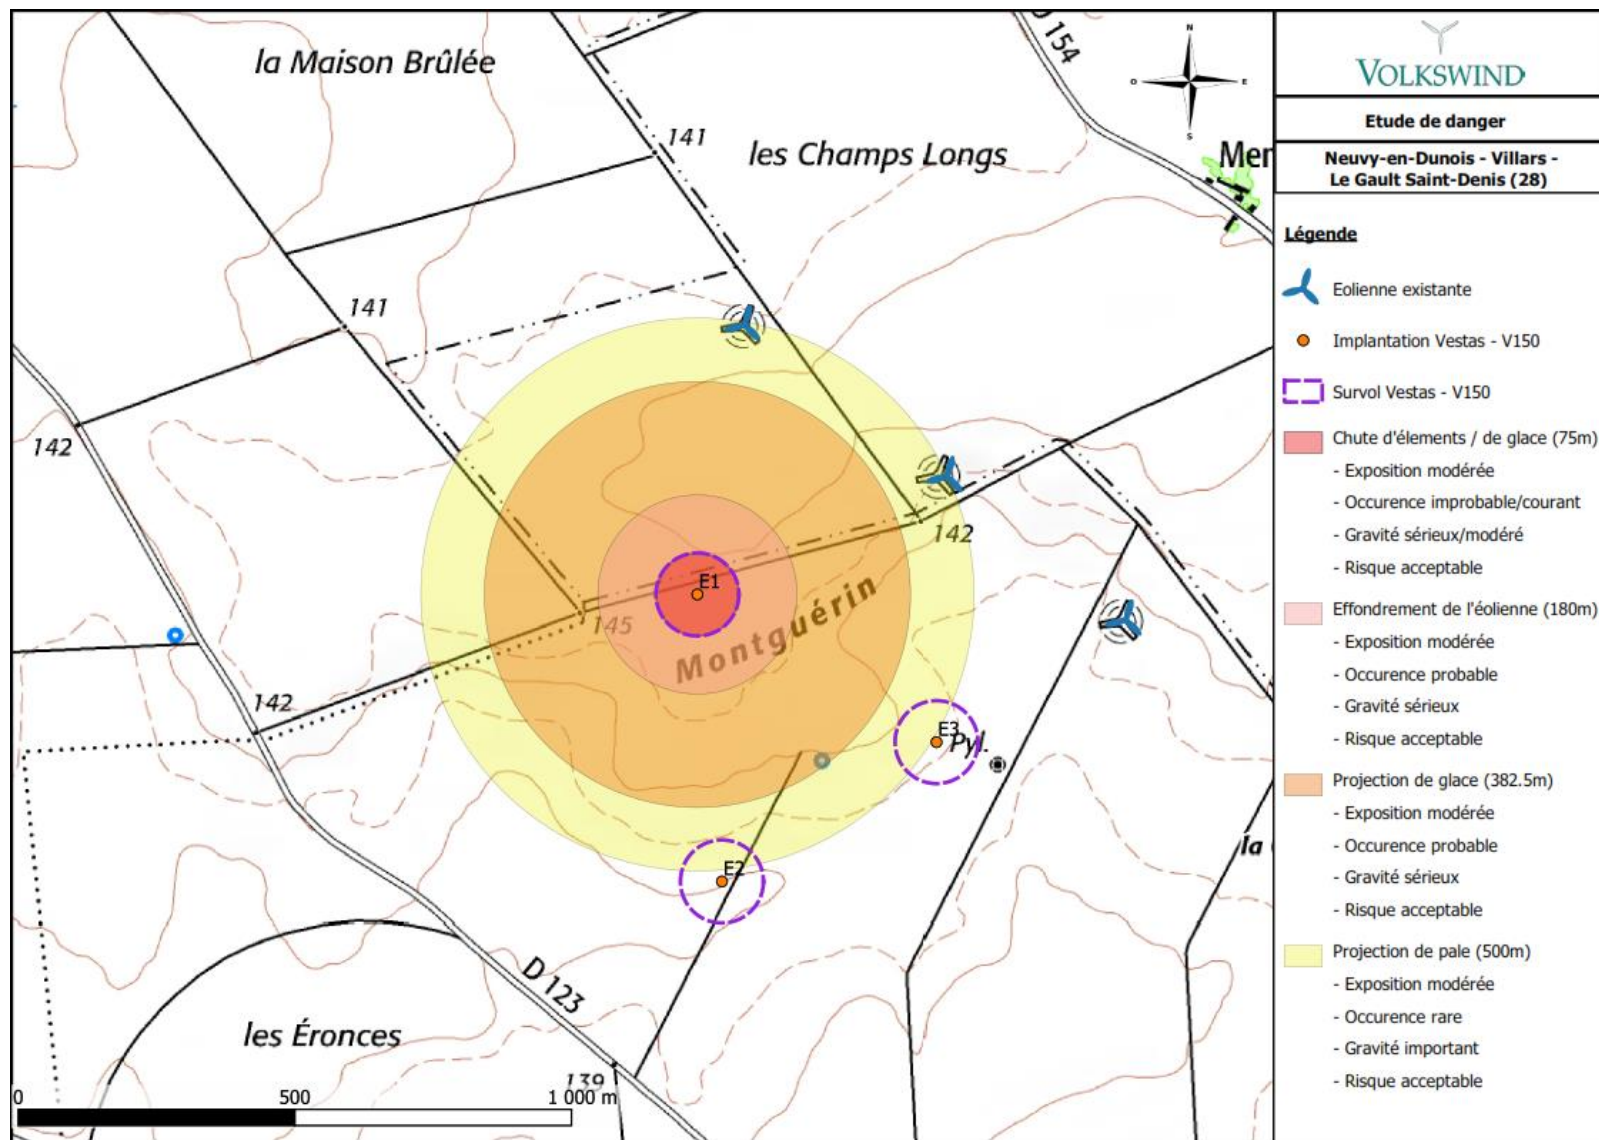 la Maison Brûlée
D 154
141
les Champs Longs
141
142
142
145
Montguérin
E1
142
E3
Pyl.
E2
D 123
les Éronces
139
0 500 1 000 m
N
O E
S
VOLKSWIND
Etude de danger
Neuvy-en-Dunois - Villars -
Le Gault Saint-Denis (28)
Légende
Eolienne existante
Implantation Vestas - V150
Survol Vestas - V150
Chute d'élements / de glace (75m)
- Exposition modérée
- Occurence improbable/courant
- Gravité sérieux/modéré
- Risque acceptable
Effondrement de l'éolienne (180m)
- Exposition modérée
- Occurence probable
- Gravité sérieux
- Risque acceptable
Projection de glace (382.5m)
- Exposition modérée
- Occurence probable
- Gravité sérieux
- Risque acceptable
Projection de pale (500m)
- Exposition modérée
- Occurence rare
- Gravité important
- Risque acceptable